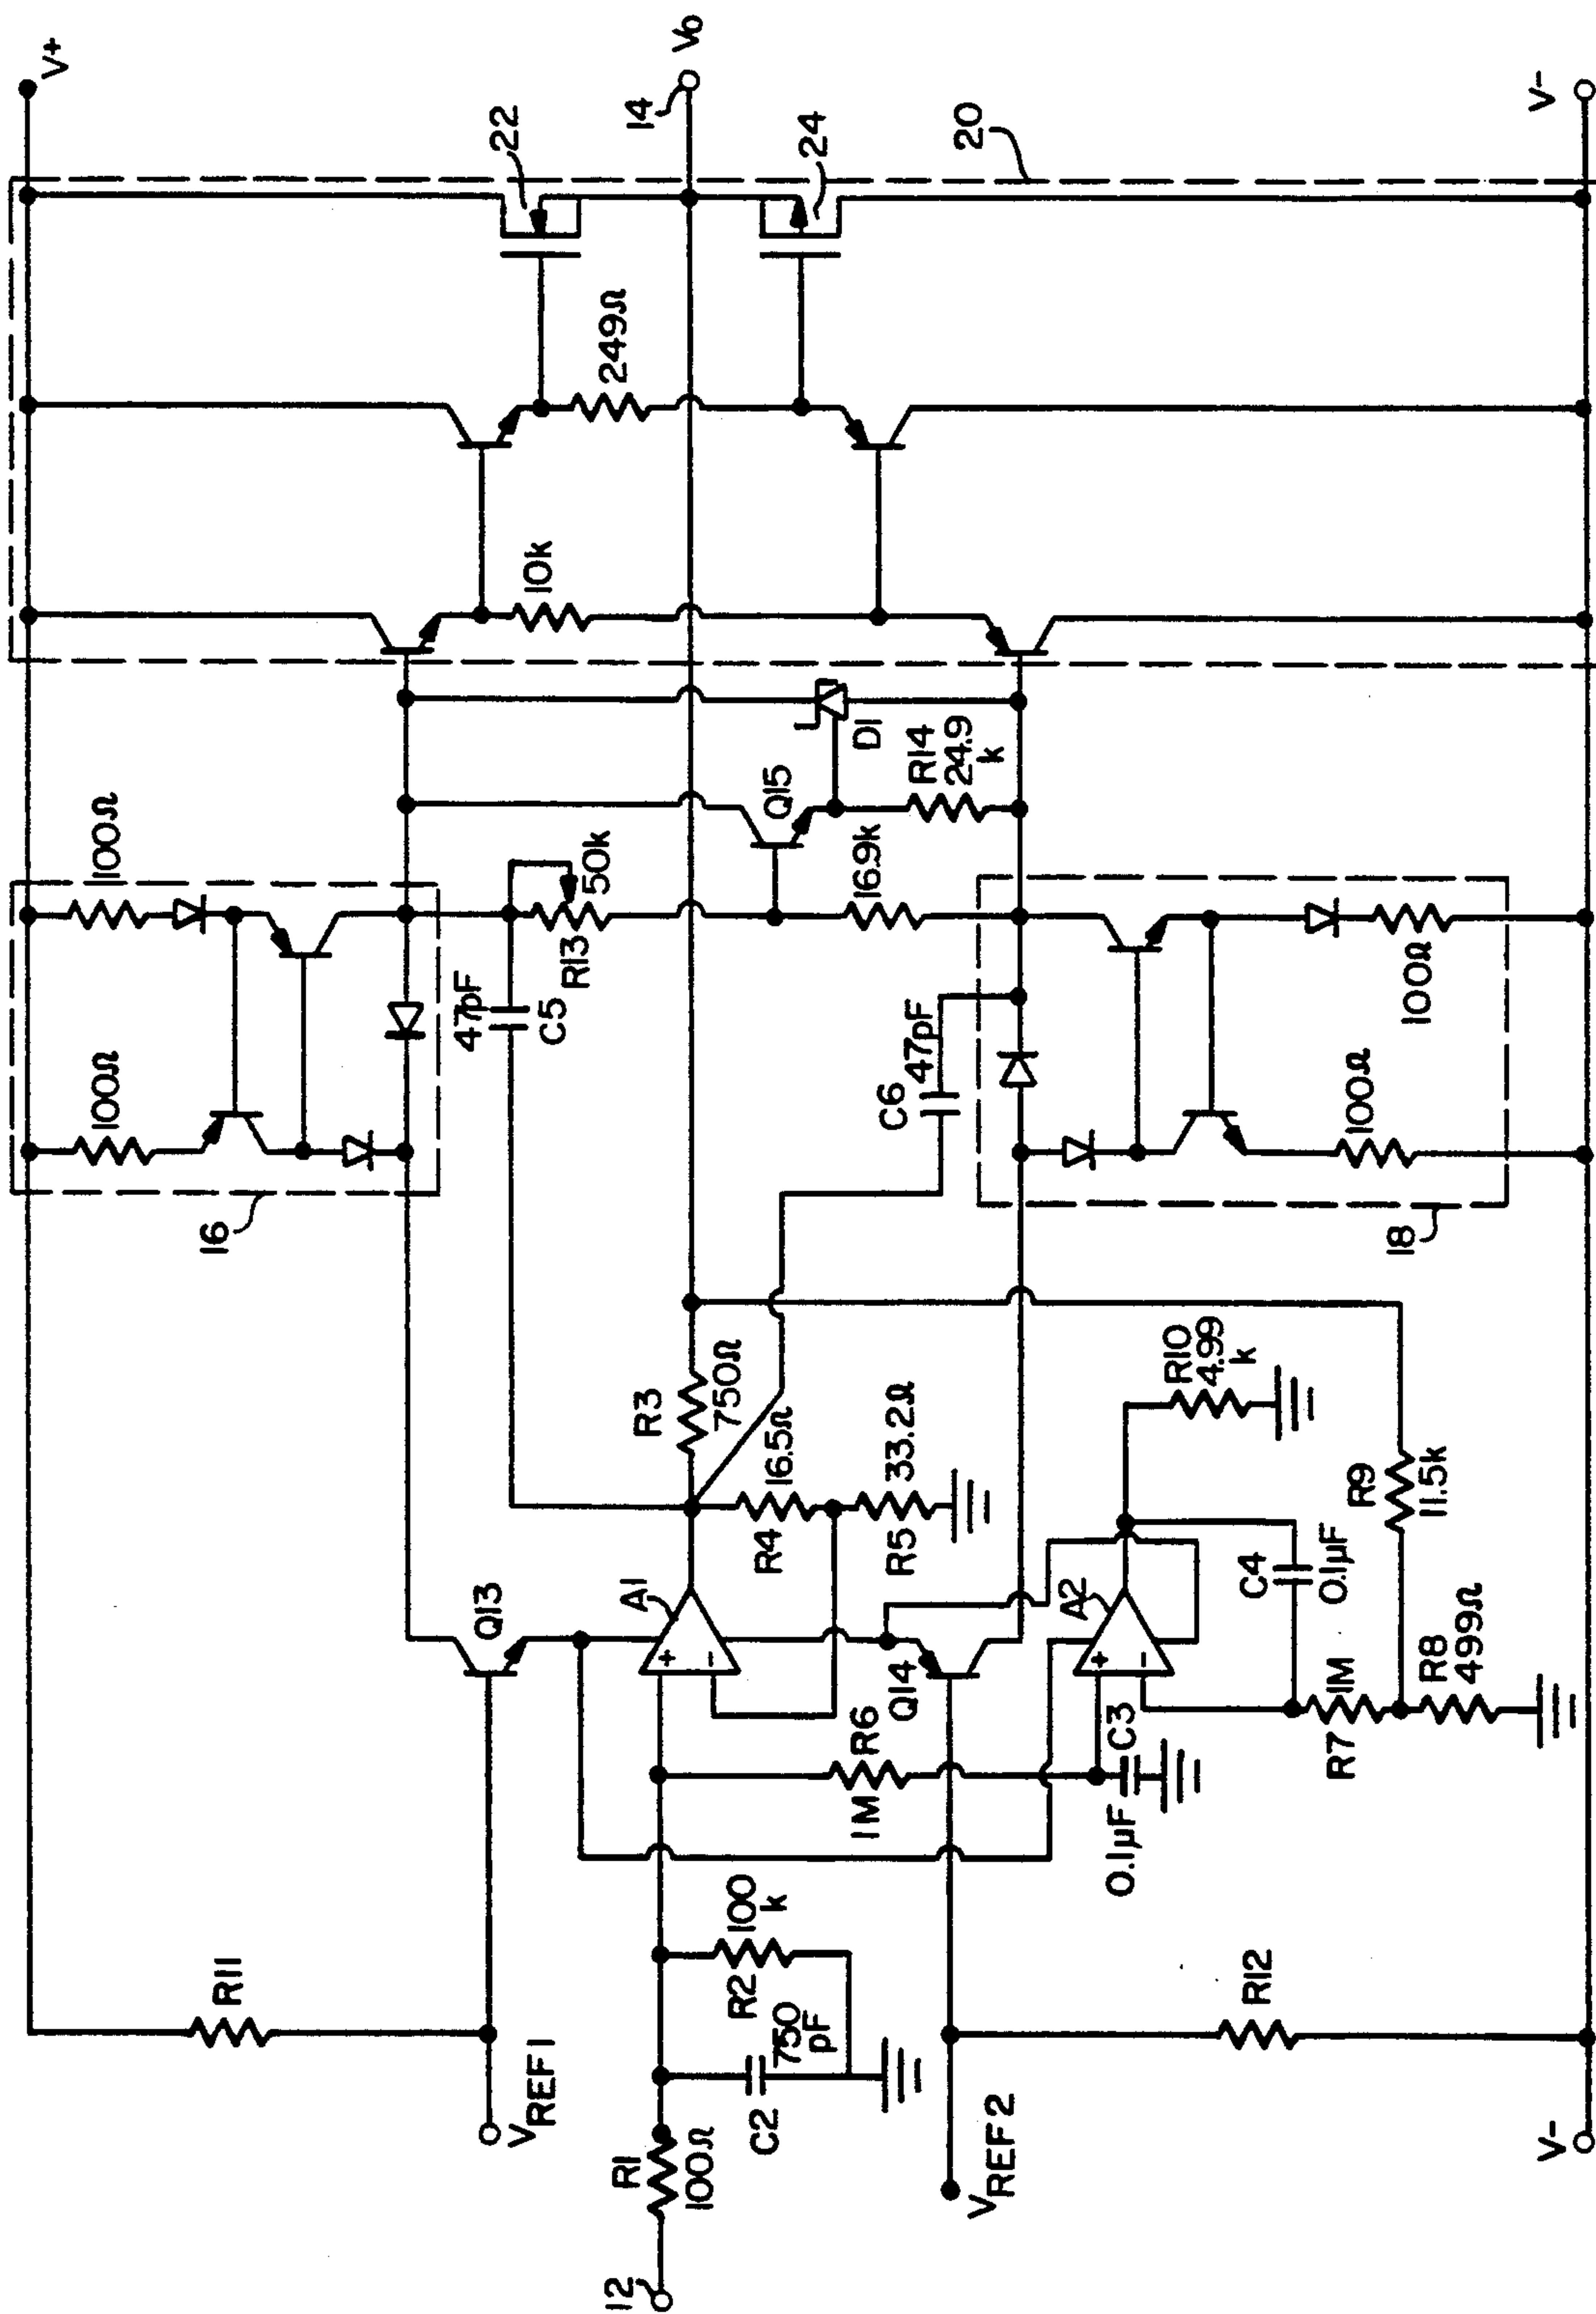 V+
R11
VREF1
Q13
16
100Ω
100Ω
47pF
C5
R13
50k
Q15
D1
R14
24.9
k
16.9k
10k
249Ω
22
14
Vo
24
20
12
R1
100Ω
C2
750
pF
R2
100
k
A1
R3
750Ω
R4
16.5Ω
R5
33.2Ω
C6
47pF
R6
1M
Q14
VREF2
R12
A2
C3
0.1µF
C4
0.1µF
R10
4.99
k
R9
11.5k
R7
1M
R8
499Ω
18
100Ω
100Ω
V-
V-
+
-
+
-